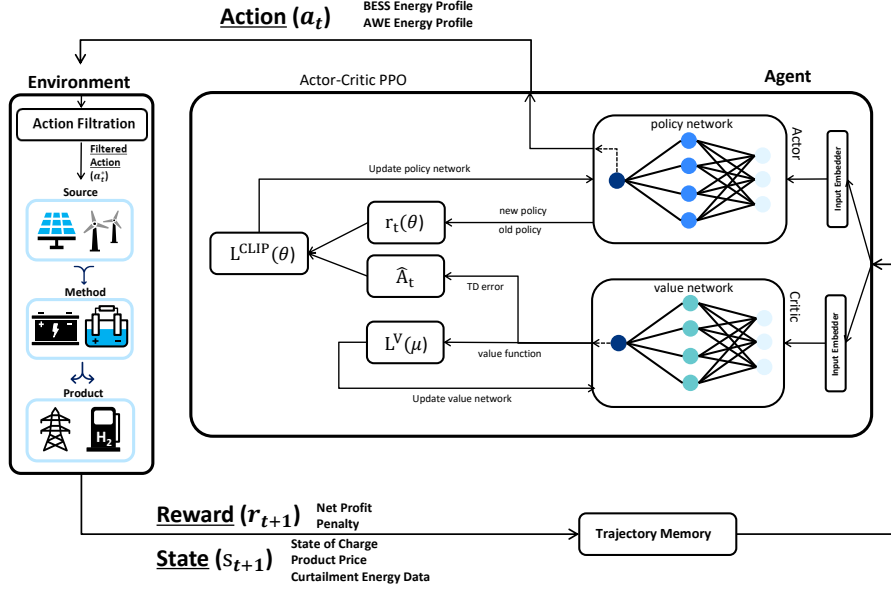 Action (a_t)
BESS Energy Profile
AWE Energy Profile
Environment
Actor-Critic PPO
Agent
Action Filtration
Filtered
Action
(a_t^*)
Source
Method
+ -
+ -
Product
H₂
policy network
Actor
Input Embedder
Update policy network
new policy
old policy
r_t(θ)
L^CLIP(θ)
Â_t
TD error
value network
Critic
Input Embedder
L^V(μ)
value function
Update value network
Reward (r_{t+1})
Net Profit
Penalty
Trajectory Memory
State (s_{t+1})
State of Charge
Product Price
Curtailment Energy Data